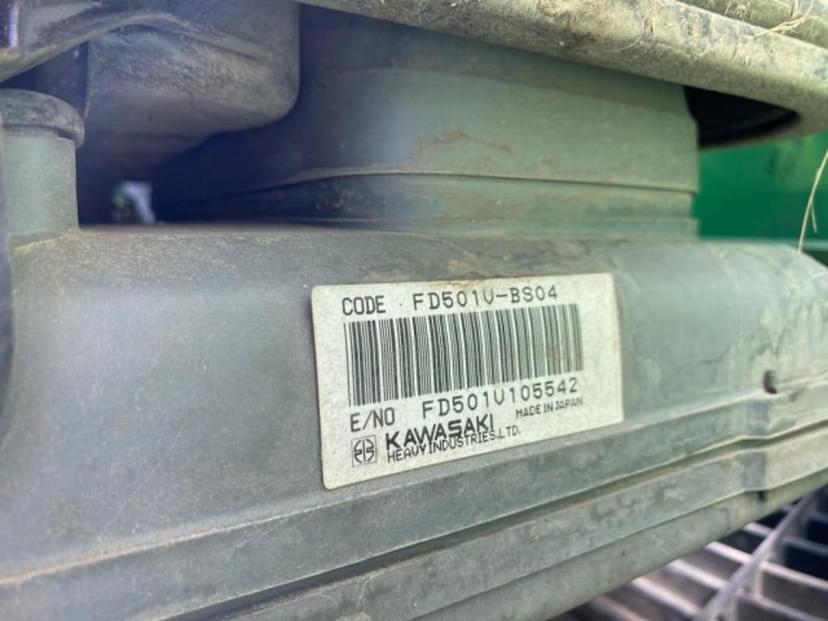 CODE FD501V-BS04
E/NO FD501V105542
MADE IN JAPAN
KAWASAKI
HEAVY INDUSTRIES,LTD.